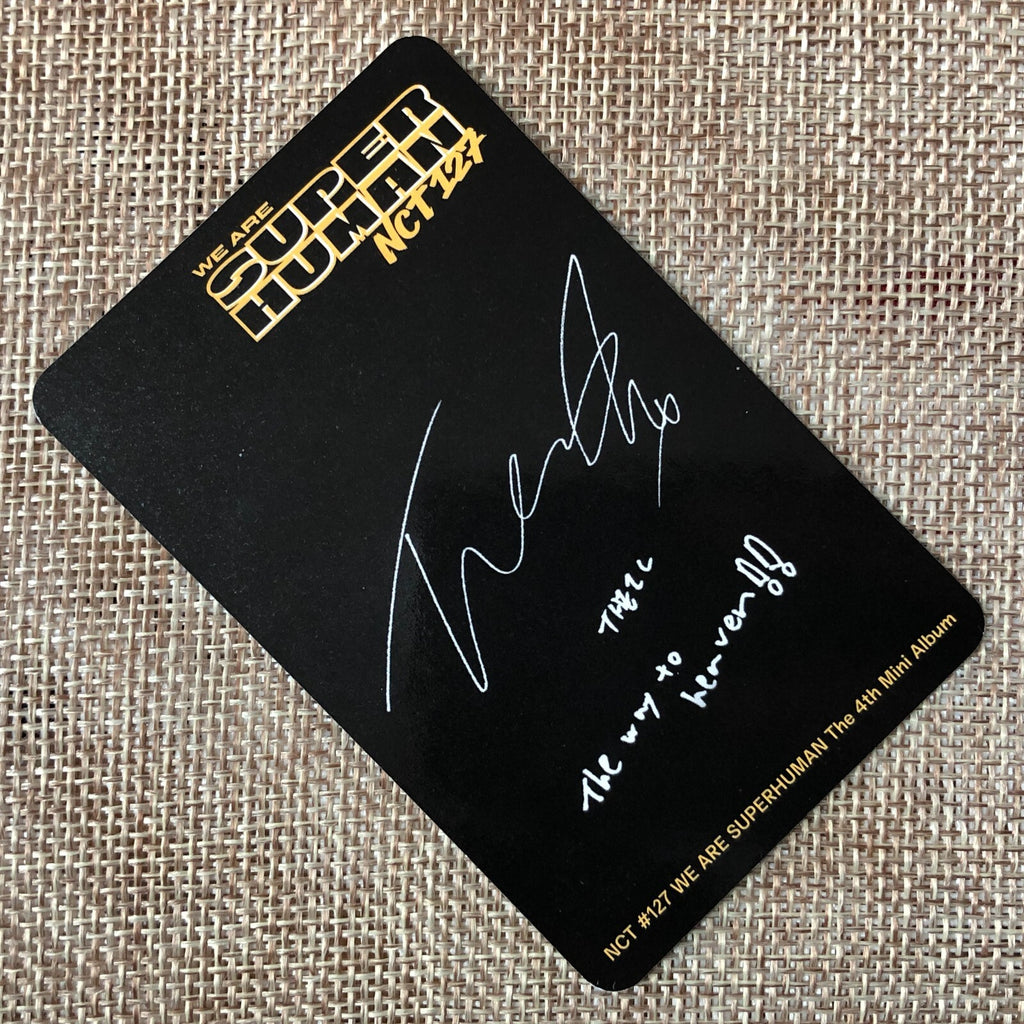 WE ARE
SUPER
HUMAN
NCT 127
The way to
heaven!!
NCT #127 WE ARE SUPERHUMAN The 4th Mini Album